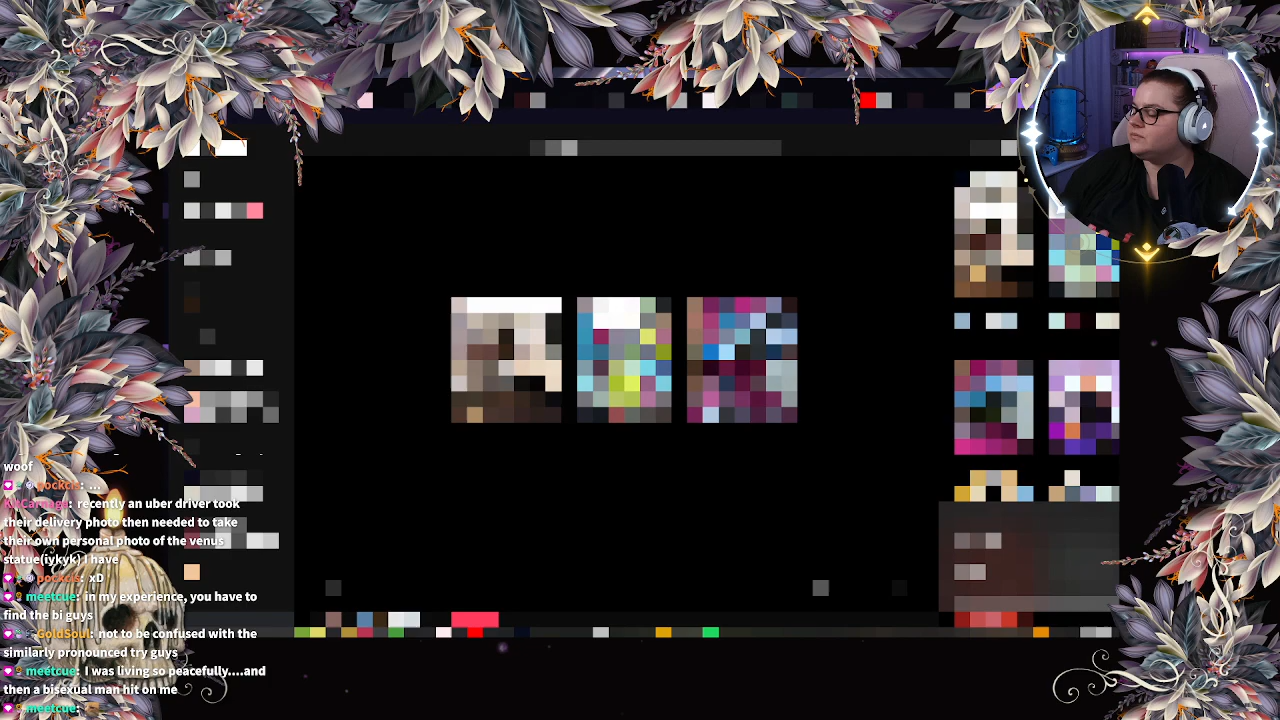 woof
pockcis: ...
recently an uber driver took
their delivery photo then needed to take
their own personal photo of the venus
statue(iykyk) I have
pockcis: xD
meetcue: in my experience, you have to
find the bi guys
GoldSoul: not to be confused with the
similarly pronounced try guys
meetcue: I was living so peacefully....and
then a bisexual man hit on me
meetcue: